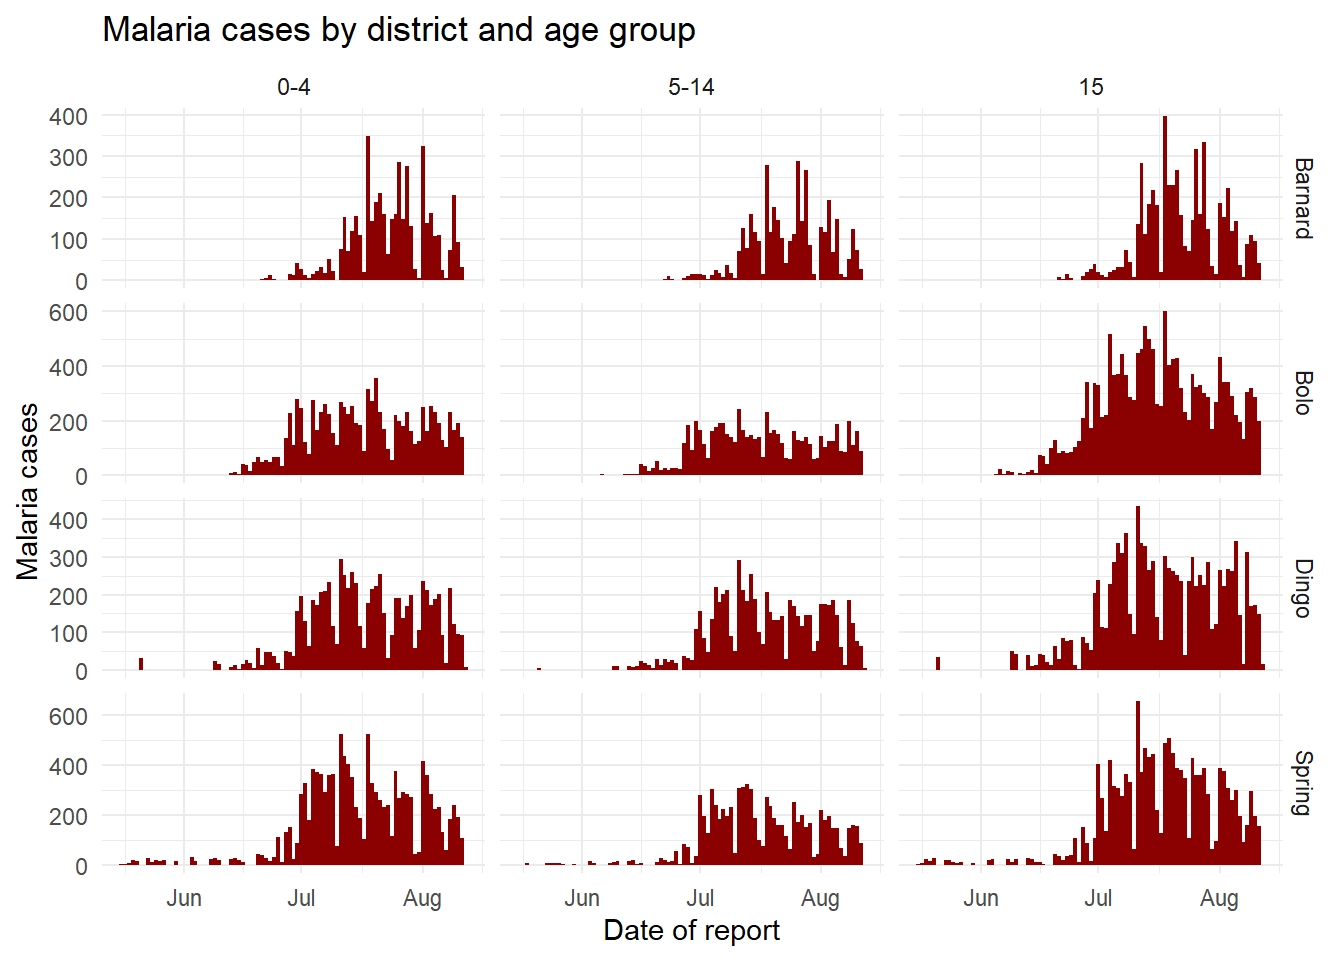 Malaria cases by district and age group
0-4 5-14 15
400
300
200
100
0
Barnard
600
400
200
0
Bolo
400
300
200
100
0
Dingo
600
400
200
0
Spring
Malaria cases
Jun Jul Aug Jun Jul Aug Jun Jul Aug
Date of report